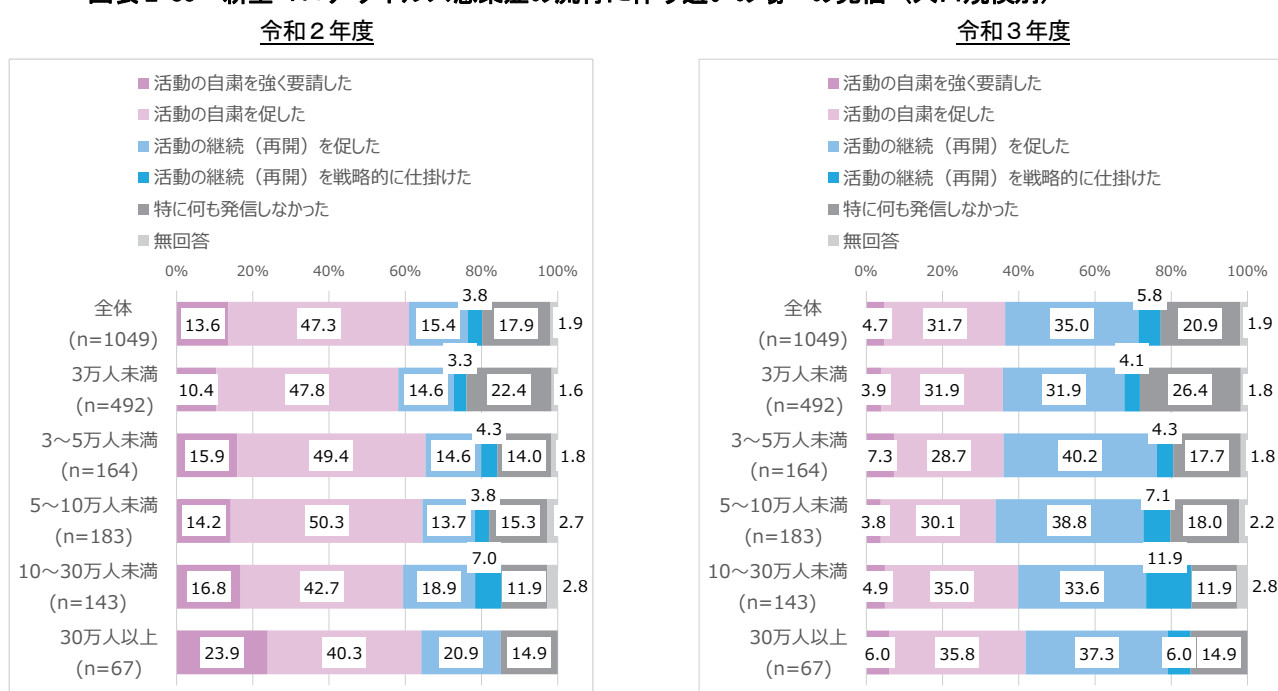 令和２年度
活動の自粛を強く要請した
活動の自粛を促した
活動の継続（再開）を促した
活動の継続（再開）を戦略的に仕掛けた
特に何も発信しなかった
無回答
0% 20% 40% 60% 80% 100%
全体
(n=1049)
13.6 47.3 15.4 3.8 17.9 1.9
3万人未満
(n=492)
10.4 47.8 14.6 3.3 22.4 1.6
3～5万人未満
(n=164)
15.9 49.4 14.6 4.3 14.0 1.8
5～10万人未満
(n=183)
14.2 50.3 13.7 3.8 15.3 2.7
10～30万人未満
(n=143)
16.8 42.7 18.9 7.0 11.9 2.8
30万人以上
(n=67)
23.9 40.3 20.9 14.9
令和３年度
活動の自粛を強く要請した
活動の自粛を促した
活動の継続（再開）を促した
活動の継続（再開）を戦略的に仕掛けた
特に何も発信しなかった
無回答
0% 20% 40% 60% 80% 100%
全体
(n=1049)
4.7 31.7 35.0 5.8 20.9 1.9
3万人未満
(n=492)
3.9 31.9 31.9 4.1 26.4 1.8
3～5万人未満
(n=164)
7.3 28.7 40.2 4.3 17.7 1.8
5～10万人未満
(n=183)
3.8 30.1 38.8 7.1 18.0 2.2
10～30万人未満
(n=143)
4.9 35.0 33.6 11.9 11.9 2.8
30万人以上
(n=67)
6.0 35.8 37.3 6.0 14.9